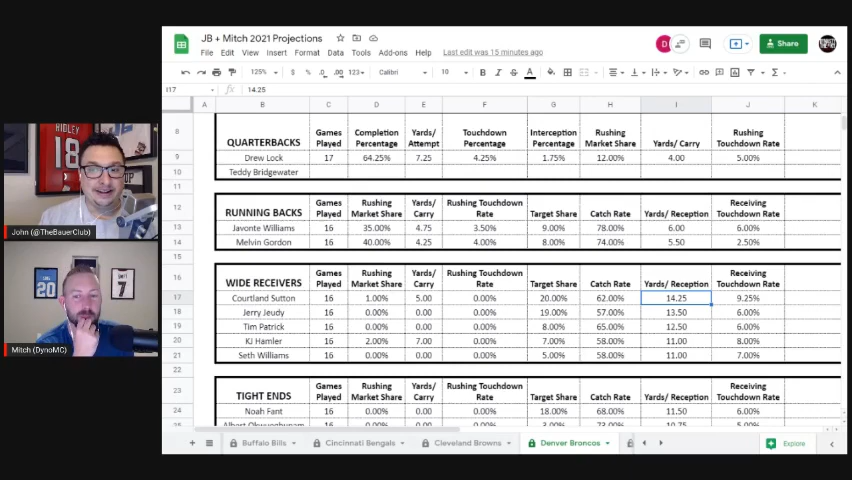 JB + Mitch 2021 Projections
File Edit View Insert Format Data Tools Add-ons Help Last edit was 15 minutes ago
D
Share
125% $ % .0 .00 123 Calibri 10 B I S A
I17 fx 14.25
A B C D E F G H I J K
8 QUARTERBACKS Games Played Completion Percentage Yards/ Attempt Touchdown Percentage Interception Percentage Rushing Market Share Yards/ Carry Rushing Touchdown Rate
9 Drew Lock 17 64.25% 7.25 4.25% 1.75% 12.00% 4.00 5.00%
10 Teddy Bridgewater
11
12 RUNNING BACKS Games Played Rushing Market Share Yards/ Carry Rushing Touchdown Rate Target Share Catch Rate Yards/ Reception Receiving Touchdown Rate
13 Javonte Williams 16 35.00% 4.75 3.50% 9.00% 78.00% 6.00 6.00%
14 Melvin Gordon 16 40.00% 4.25 4.00% 8.00% 74.00% 5.50 2.50%
15
16 WIDE RECEIVERS Games Played Rushing Market Share Yards/ Carry Rushing Touchdown Rate Target Share Catch Rate Yards/ Reception Receiving Touchdown Rate
17 Courtland Sutton 16 1.00% 5.00 0.00% 20.00% 62.00% 14.25 9.25%
18 Jerry Jeudy 16 0.00% 0.00 0.00% 19.00% 57.00% 13.50 6.00%
19 Tim Patrick 16 0.00% 0.00 0.00% 8.00% 65.00% 12.50 6.00%
20 KJ Hamler 16 2.00% 7.00 0.00% 7.00% 58.00% 11.00 8.00%
21 Seth Williams 16 0.00% 0.00 0.00% 5.00% 58.00% 11.00 7.00%
22
23 TIGHT ENDS Games Played Rushing Market Share Yards/ Carry Rushing Touchdown Rate Target Share Catch Rate Yards/ Reception Receiving Touchdown Rate
24 Noah Fant 16 0.00% 0.00 0.00% 18.00% 68.00% 11.50 6.00%
Buffalo Bills Cincinnati Bengals Cleveland Browns Denver Broncos Explore
RIDLEY
18
John (@TheBauerClub)
20
7
Mitch (DynoMC)